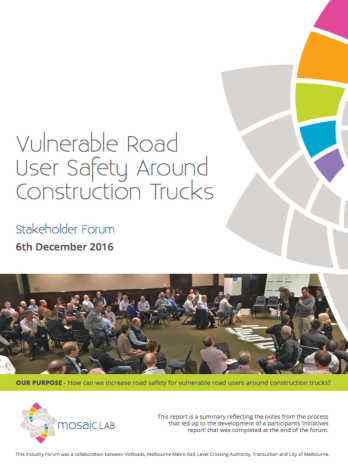 Vulnerable Road
User Safety Around
Construction Trucks
Stakeholder Forum
6th December 2016
OUR PURPOSE - How can we increase road safety for vulnerable road users around construction trucks?
mosaicLAB
This report is a summary reflecting the notes from the process
that led up to the development of a participants 'initiatives
report' that was completed at the end of the forum.
This Industry Forum was a collaboration between VicRoads, Melbourne Metro Rail, Level Crossing Authority, Transurban and City of Melbourne.